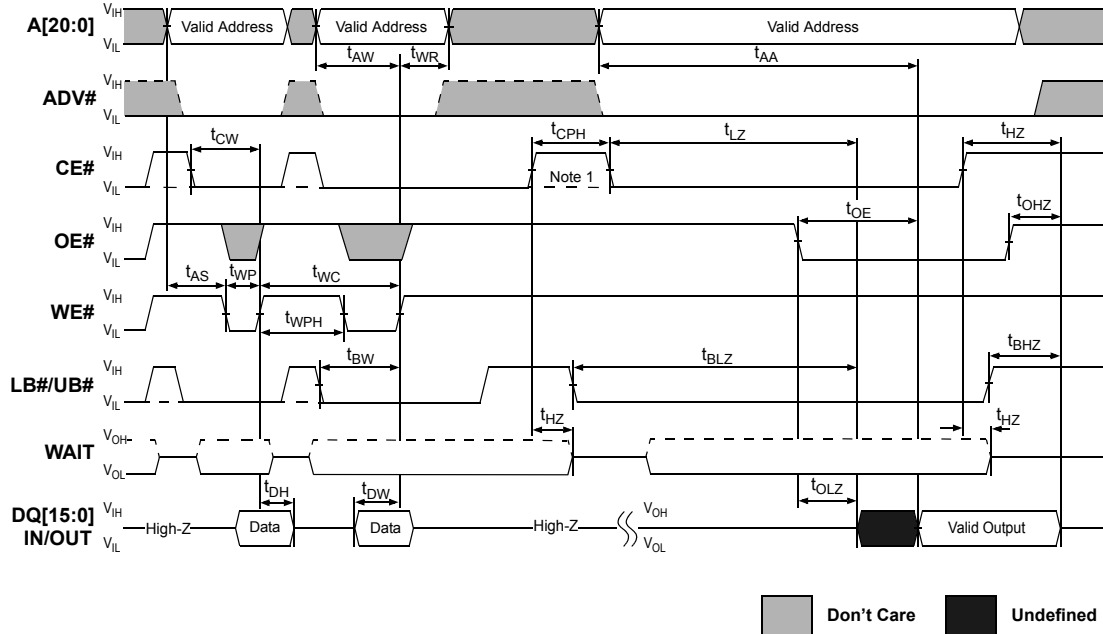 A[20:0] VIH VIL Valid Address Valid Address Valid Address
tAW tWR tAA
ADV# VIH VIL
tCW tCPH tLZ tHZ
CE# VIH VIL Note 1
tOE tOHZ
OE# VIH VIL
tAS tWP tWC
WE# VIH VIL
tWPH
tBW tBLZ tBHZ
LB#/UB# VIH VIL
tHZ tHZ
WAIT VOH VOL
tDH tDW tOLZ
DQ[15:0] IN/OUT VIH VIL High-Z Data Data High-Z VOH VOL Valid Output
Don't Care Undefined